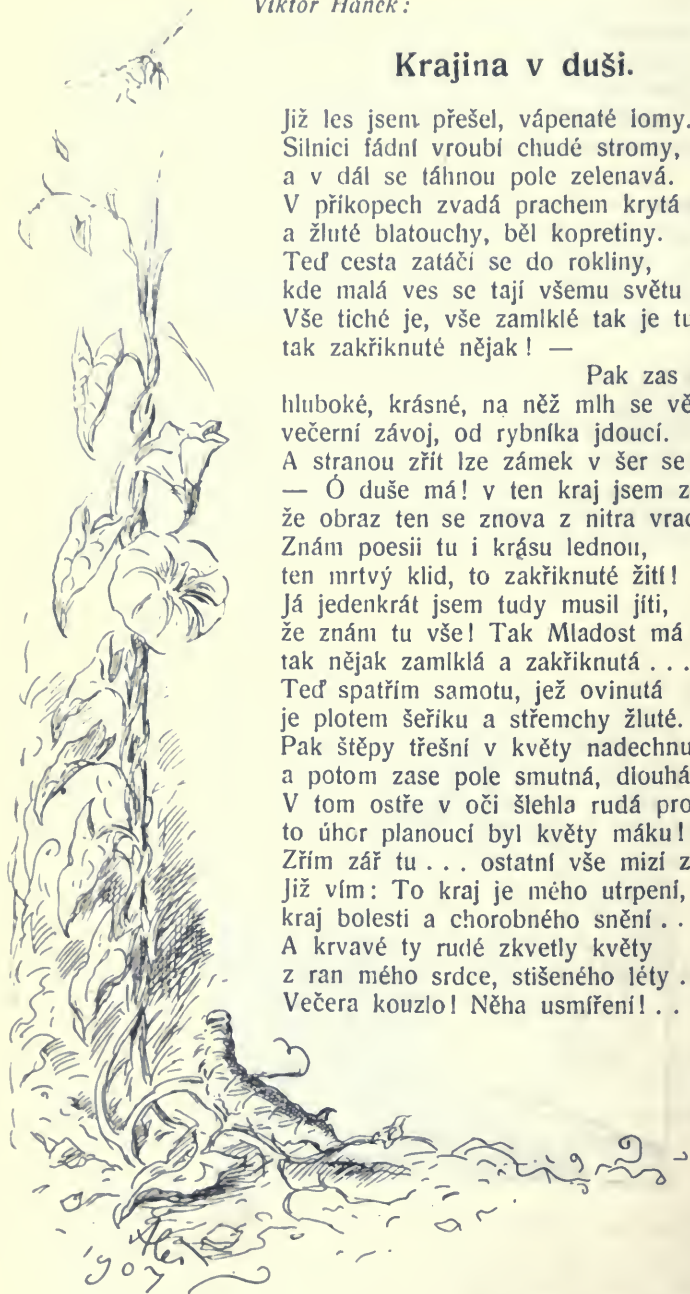 Viktor Hánek:
Krajina v duši.
Již les jsem přešel, vápenaté lomy.
Silnici fádní vroubí chudé stromy,
a v dál se táhnou pole zelenavá.
V příkopech zvadá prachem krytá
a žluté blatouchy, běl kopretiny.
Teď cesta zatáčí se do rokliny,
kde malá ves se tají všemu světu
Vše tiché je, vše zamlklé tak je tu
tak zakřiknuté nějak! —
Pak zas
hluboké, krásné, na něž mlh se vě
večerní závoj, od rybníka jdoucí.
A stranou zřít lze zámek v šer se
— Ó duše má! v ten kraj jsem z
že obraz ten se znova z nitra vrac
Znám poesii tu i krásu lednou,
ten mrtvý klid, to zakřiknuté žití!
Já jedenkrát jsem tudy musil jíti,
že znám tu vše! Tak Mladost má
tak nějak zamlklá a zakřiknutá . . .
Teď spatřím samotu, jež ovinutá
je plotem šeříku a střemchy žluté.
Pak štěpy třešní v květy nadechnu
a potom zase pole smutná, dlouhá
V tom ostře v oči šlehla rudá pro
to úhor planoucí byl květy máku!
Zřím zář tu . . . ostatní vše mizí z
Již vím: To kraj je mého utrpení,
kraj bolesti a chorobného snění . .
A krvavé ty rudé zkvetly květy
z ran mého srdce, stišeného léty .
Večera kouzlo! Něha usmíření! . .
1907